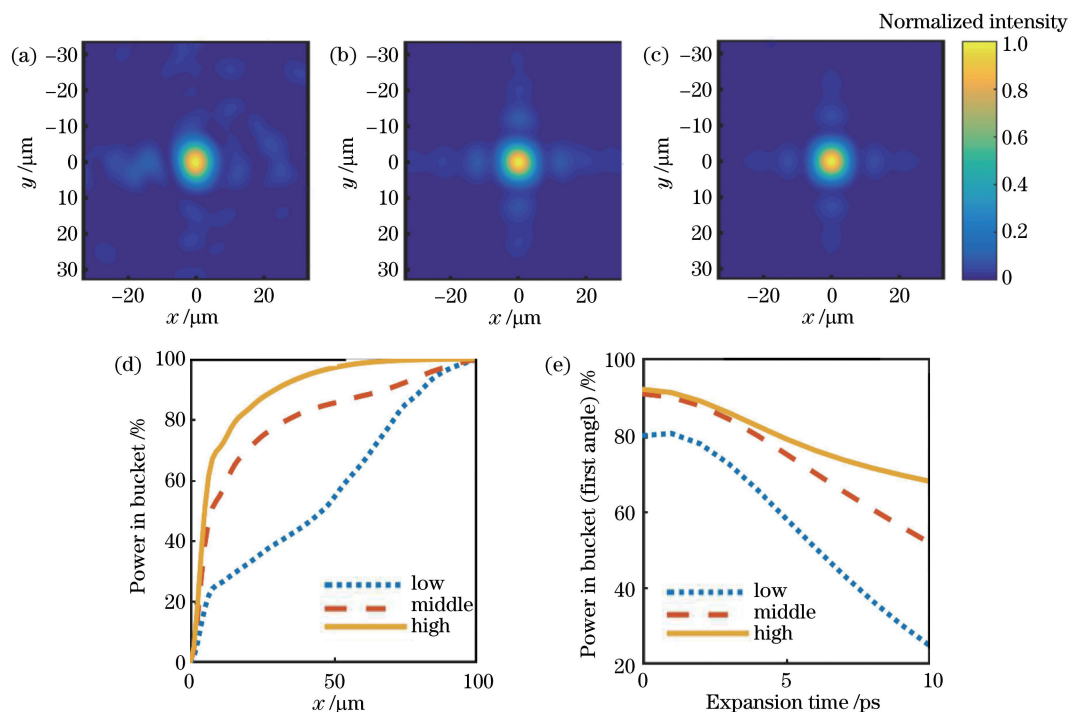 Normalized intensity
(a)
−30
−20
−10
0
10
20
30
y /μm
−20
0
20
x /μm
(b)
−30
−20
−10
0
10
20
30
y /μm
−20
0
20
x /μm
(c)
−30
−20
−10
0
10
20
30
y /μm
−20
0
20
x /μm
1.0
0.8
0.6
0.4
0.2
0
(d)
100
80
60
40
20
0
Power in bucket /%
low
middle
high
0
50
100
x /μm
(e)
100
80
60
40
20
Power in bucket (first angle) /%
low
middle
high
0
5
10
Expansion time /ps